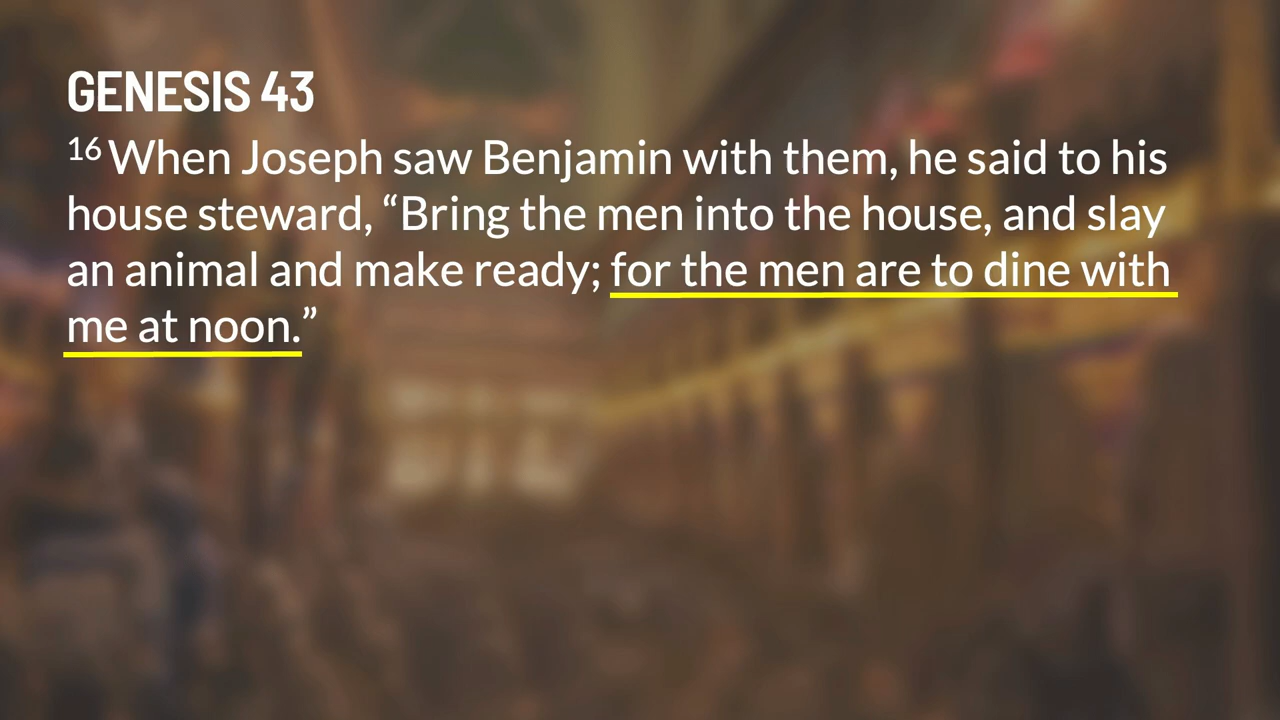 GENESIS 43
16 When Joseph saw Benjamin with them, he said to his
house steward, “Bring the men into the house, and slay
an animal and make ready; for the men are to dine with
me at noon.”